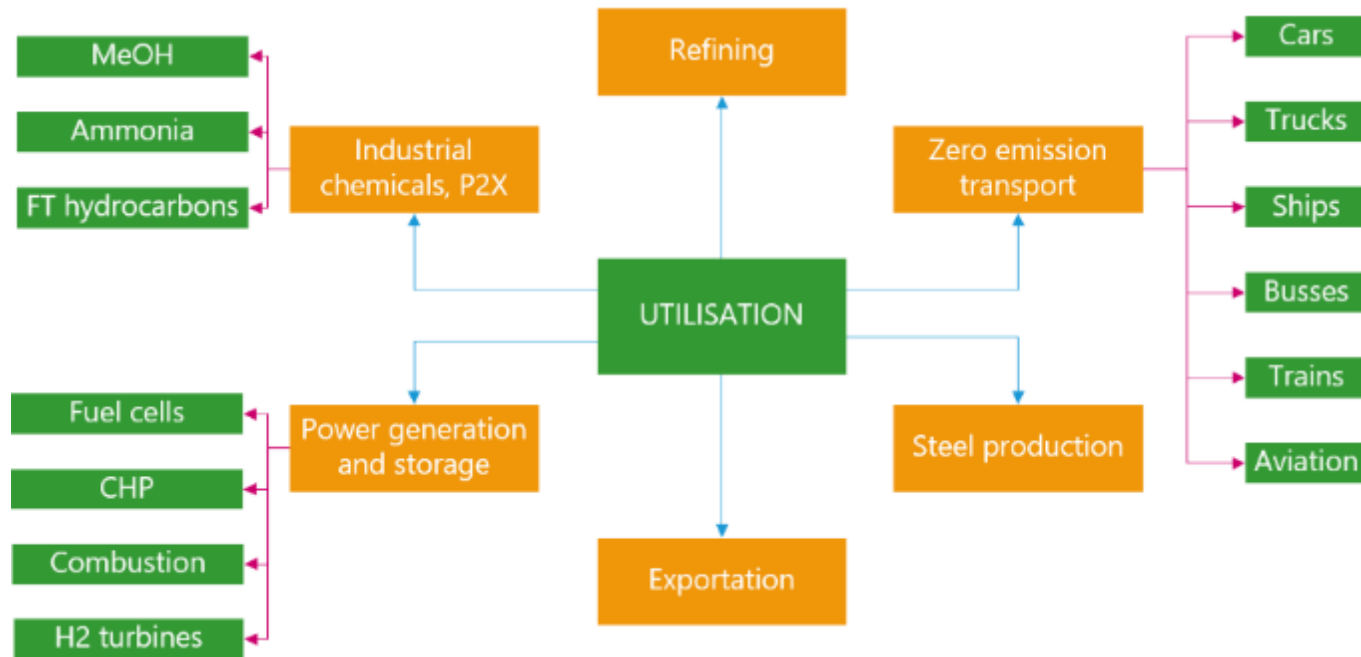 Refining
Cars
MeOH
Trucks
Ammonia
Industrial
chemicals, P2X
Zero emission
transport
FT hydrocarbons
Ships
UTILISATION
Busses
Trains
Fuel cells
Power generation
and storage
Steel production
Aviation
CHP
Combustion
Exportation
H2 turbines